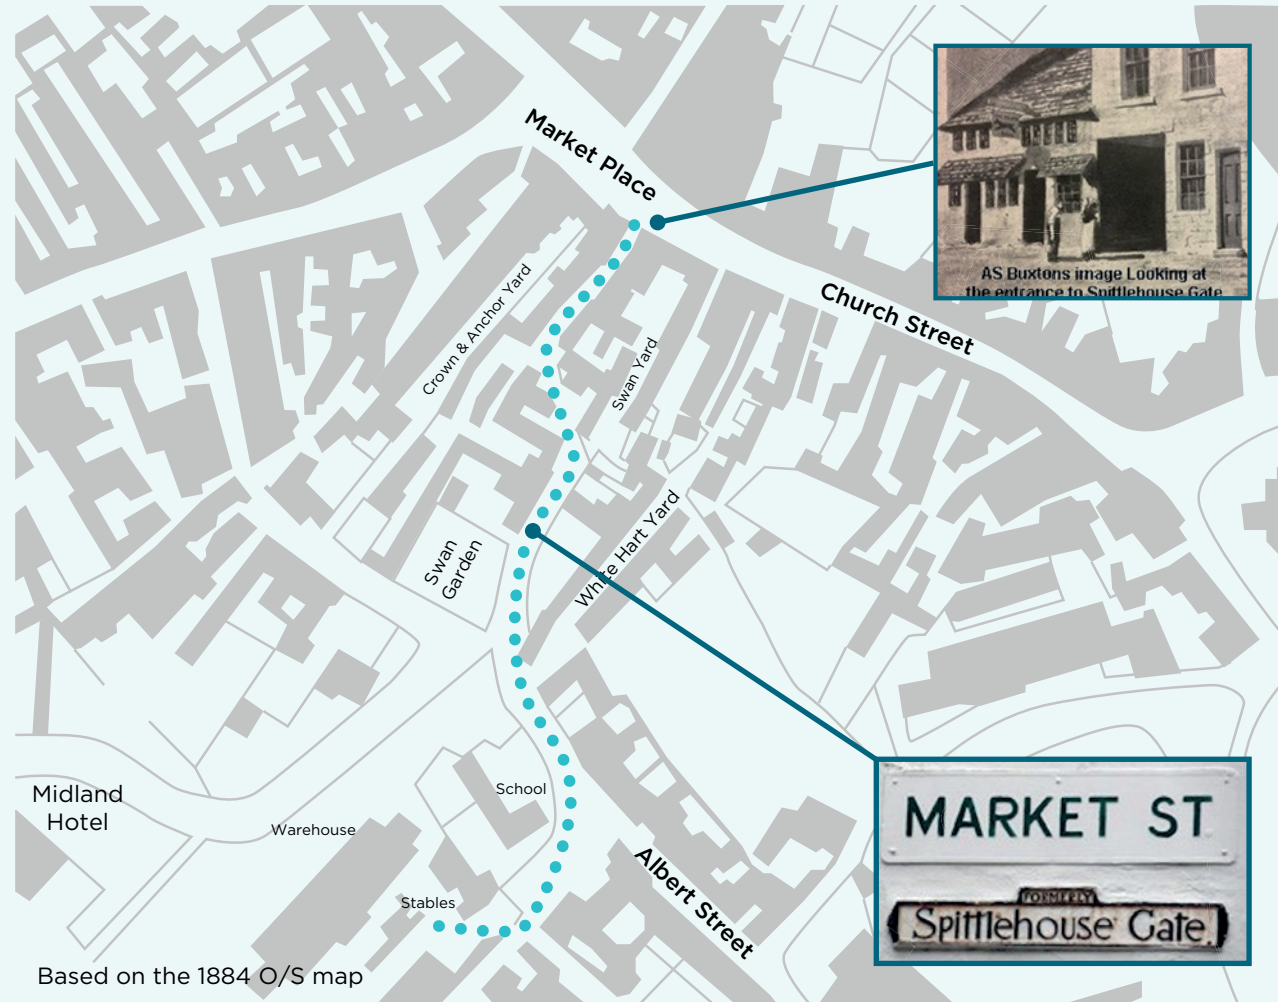 Market Place
AS Buxtons image Looking at
the entrance to Spittlehouse Gate
Church Street
Crown & Anchor Yard
Swan Yard
White Hart Yard
Swan
Garden
Midland
Hotel
School
Warehouse
Albert Street
Stables
MARKET ST
FORMERLY
Spittlehouse Gate
Based on the 1884 O/S map